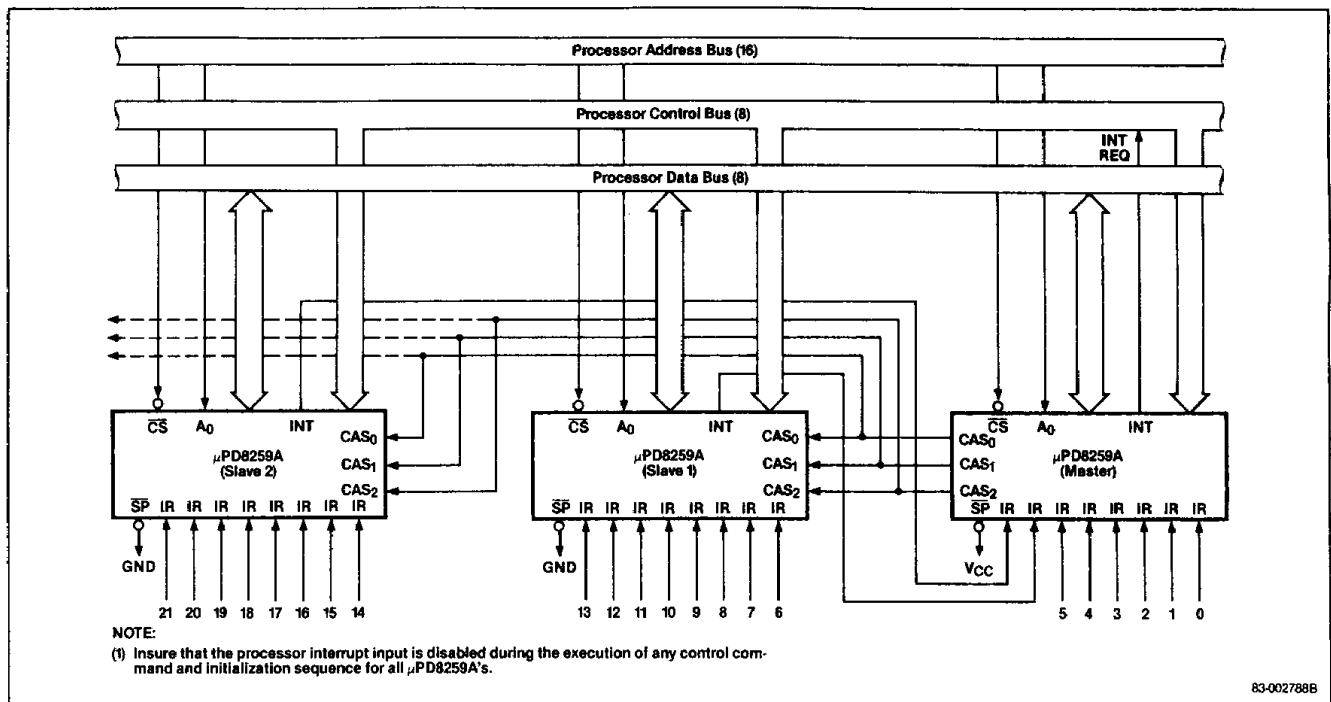 Processor Address Bus (16)
Processor Control Bus (8)
INT
REQ
Processor Data Bus (8)
CS A0 INT CAS0
μPD8259A
(Slave 2)
CAS1
CAS2
SP IR IR IR IR IR IR IR IR
GND
21 20 19 18 17 16 15 14
CS A0 INT CAS0
μPD8259A
(Slave 1)
CAS1
CAS2
SP IR IR IR IR IR IR IR IR
GND
13 12 11 10 9 8 7 6
CS A0 INT
CAS0
μPD8259A
(Master)
CAS1
CAS2
SP IR IR IR IR IR IR IR IR
VCC
5 4 3 2 1 0
NOTE:
(1) Insure that the processor interrupt input is disabled during the execution of any control com-
mand and initialization sequence for all μPD8259A's.
83-002788B